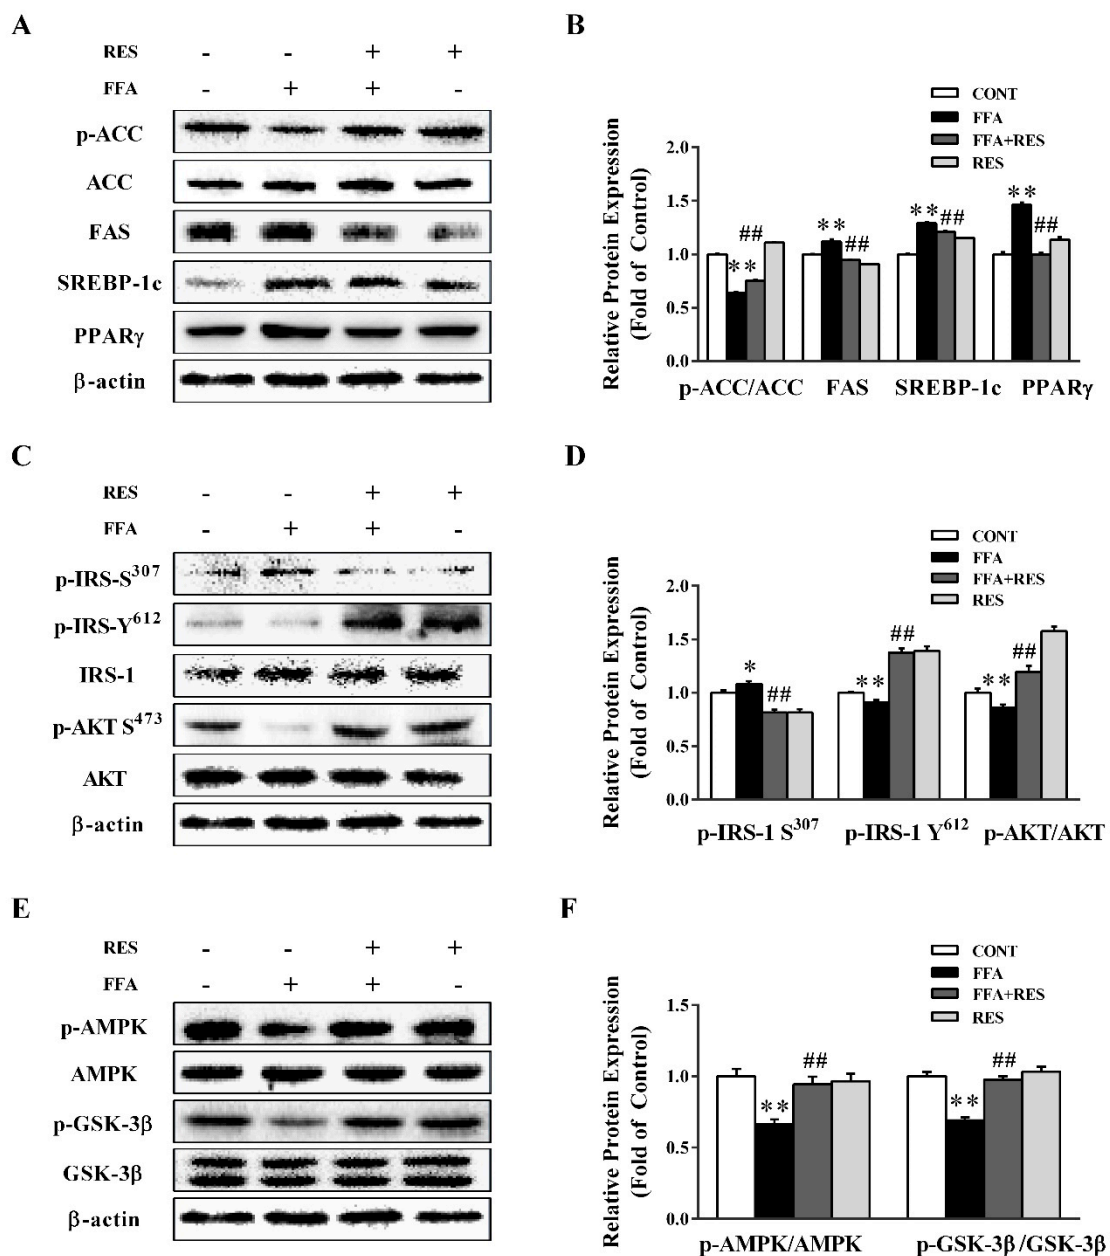 A
RES - - + +
FFA - + + -
p-ACC
ACC
FAS
SREBP-1c
PPARγ
β-actin
B
CONT
FFA
FFA+RES
RES
Relative Protein Expression
(Fold of Control)
2.0
1.5
1.0
0.5
0.0
** ## ** ## ** ## ** ##
p-ACC/ACC FAS SREBP-1c PPARγ
C
RES - - + +
FFA - + + -
p-IRS-S³⁰⁷
p-IRS-Y⁶¹²
IRS-1
p-AKT S⁴⁷³
AKT
β-actin
D
CONT
FFA
FFA+RES
RES
Relative Protein Expression
(Fold of Control)
2.0
1.5
1.0
0.5
0.0
* ## ** ## ** ##
p-IRS-1 S³⁰⁷ p-IRS-1 Y⁶¹² p-AKT/AKT
E
RES - - + +
FFA - + + -
p-AMPK
AMPK
p-GSK-3β
GSK-3β
β-actin
F
CONT
FFA
FFA+RES
RES
Relative Protein Expression
(Fold of Control)
1.5
1.0
0.5
0.0
** ## ** ##
p-AMPK/AMPK p-GSK-3β/GSK-3β